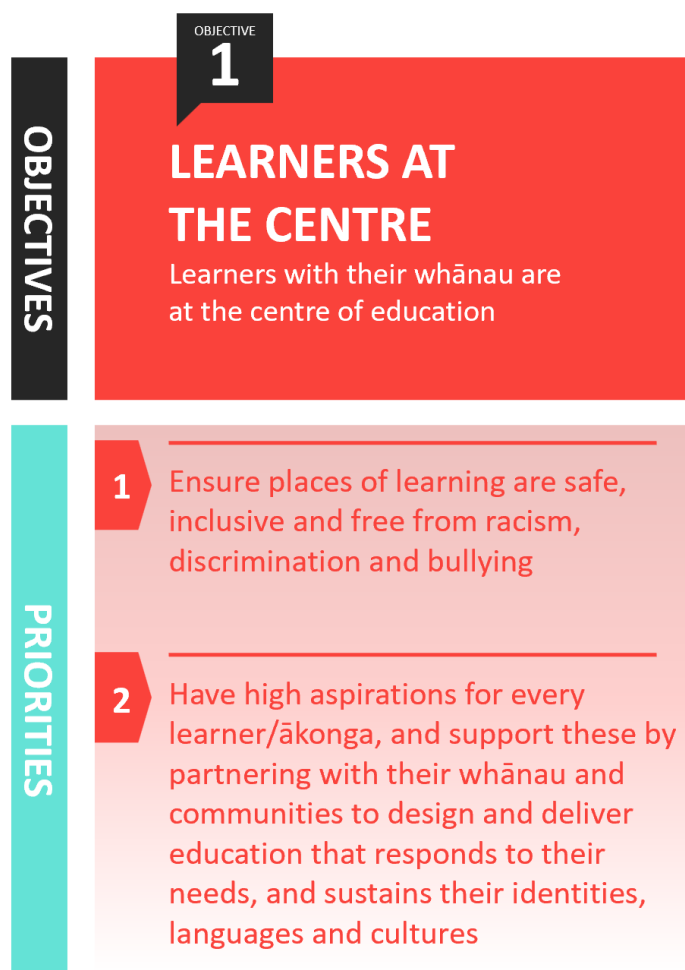 OBJECTIVE
1
OBJECTIVES
LEARNERS AT
THE CENTRE
Learners with their whānau are
at the centre of education
PRIORITIES
1
Ensure places of learning are safe,
inclusive and free from racism,
discrimination and bullying
2
Have high aspirations for every
learner/ākonga, and support these by
partnering with their whānau and
communities to design and deliver
education that responds to their
needs, and sustains their identities,
languages and cultures